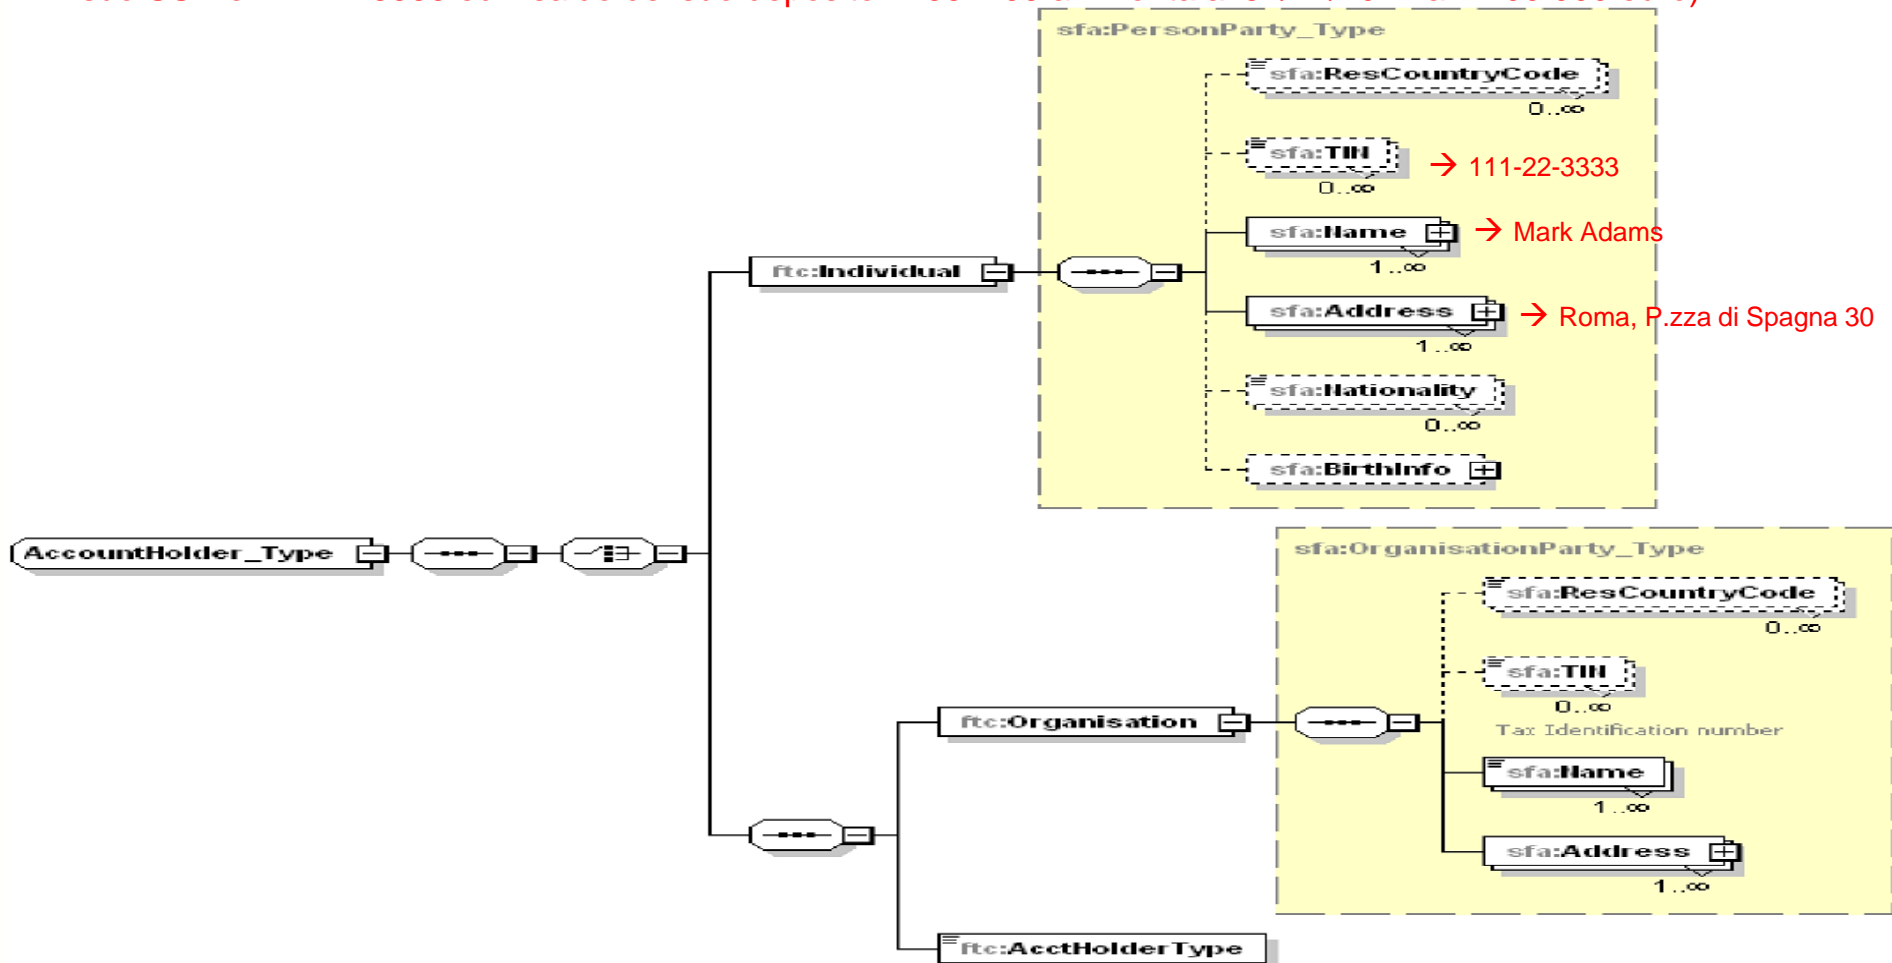 sfa:PersonParty_Type
sfa:ResCountryCode
0..∞
sfa:TIN → 111-22-3333
0..∞
sfa:Name → Mark Adams
1..∞
ftc:Individual
sfa:Address → Roma, P.zza di Spagna 30
1..∞
sfa:Nationality
0..∞
sfa:BirthInfo
AccountHolder_Type
sfa:OrganisationParty_Type
sfa:ResCountryCode
0..∞
sfa:TIN
0..∞
Tax Identification number
ftc:Organisation
sfa:Name
1..∞
sfa:Address
1..∞
ftc:AcctHolderType